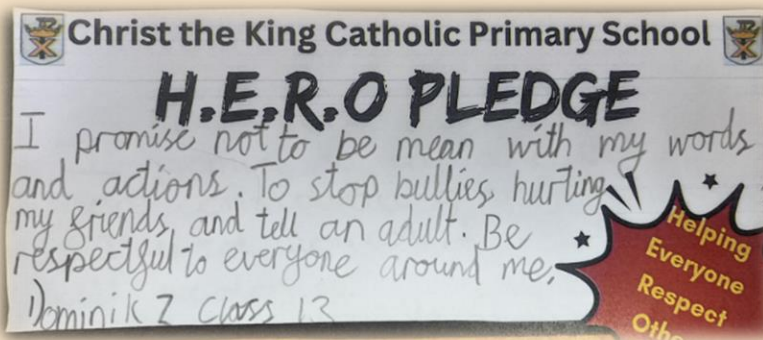 Christ the King Catholic Primary School
H.E.R.O PLEDGE
I promise not to be mean with my words
and actions. To stop bullies hurting
my friends and tell an adult. Be
respectful to everyone around me.
Dominik Z Class 13
Helping
Everyone
Respect